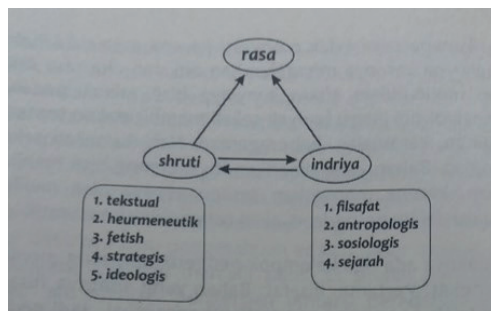 rasa
shruti
indriya
1. tekstual
2. heurmeneutik
3. fetish
4. strategis
5. ideologis
1. filsafat
2. antropologis
3. sosiologis
4. sejarah